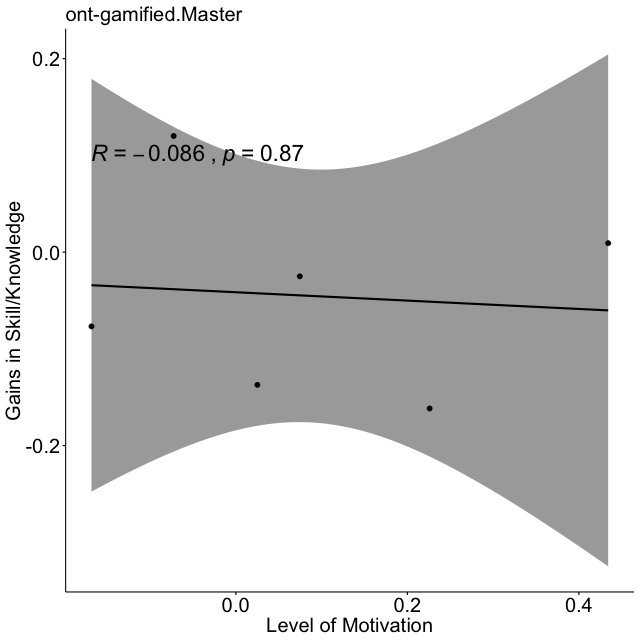 ont-gamified.Master
0.2
R = −0.086 , p = 0.87
0.0
-0.2
Gains in Skill/Knowledge
0.0 0.2 0.4
Level of Motivation